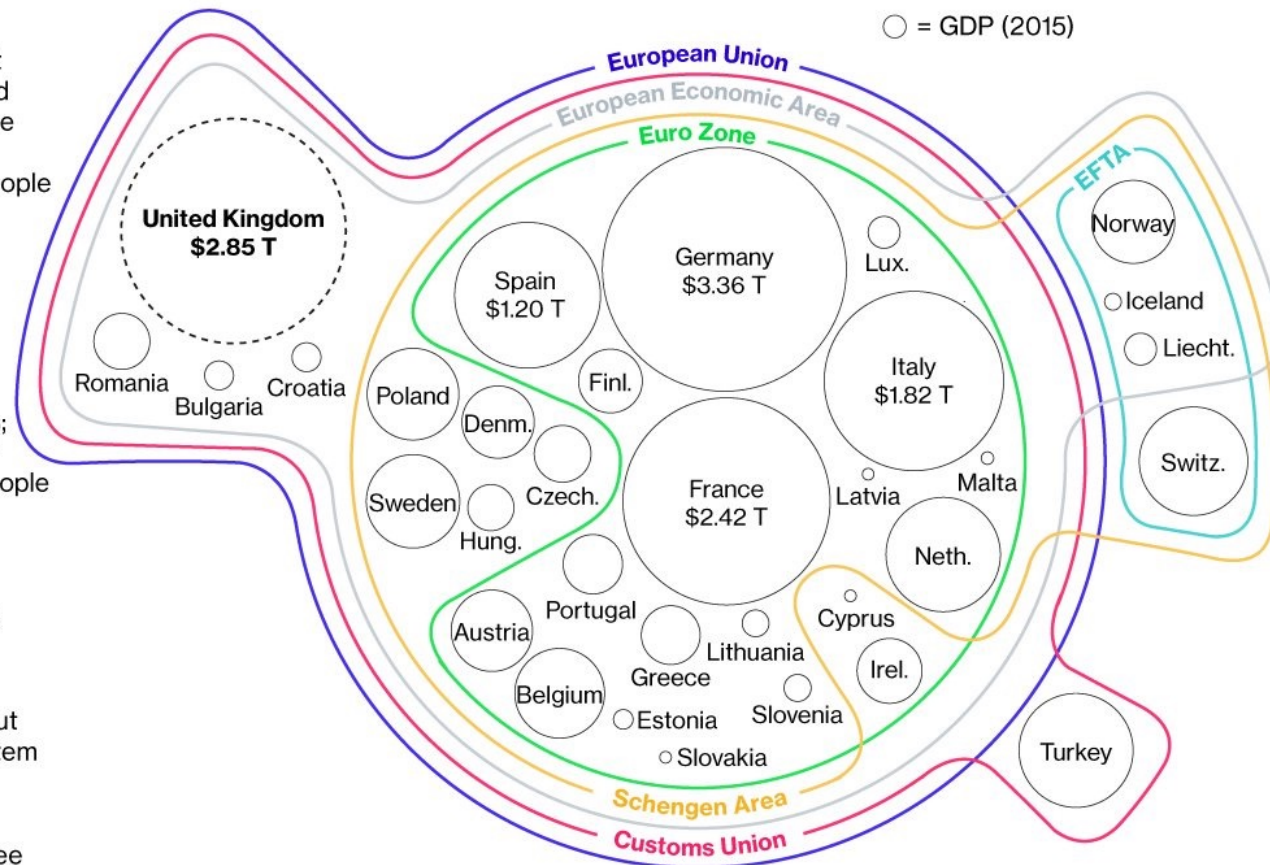 = GDP (2015)
European Union
European Economic Area
Euro Zone
EFTA
United Kingdom
$2.85 T
Romania
Bulgaria
Croatia
Spain
$1.20 T
Germany
$3.36 T
Lux.
Italy
$1.82 T
Finl.
Poland
Denm.
Czech.
Sweden
Hung.
France
$2.42 T
Latvia
Malta
Neth.
Portugal
Austria
Belgium
Greece
Lithuania
Cyprus
Irel.
Slovenia
Estonia
Slovakia
Norway
Iceland
Liecht.
Switz.
Turkey
Schengen Area
Customs Union